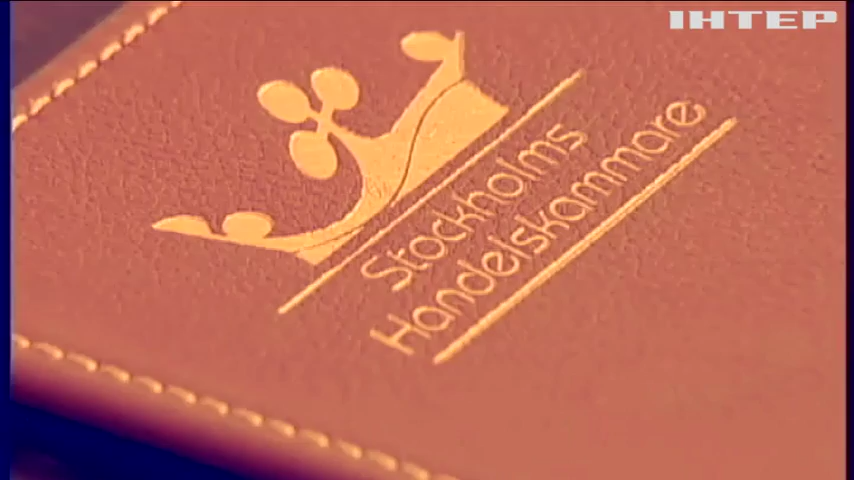 ІНТЕР
Stockholms
Handelskammare